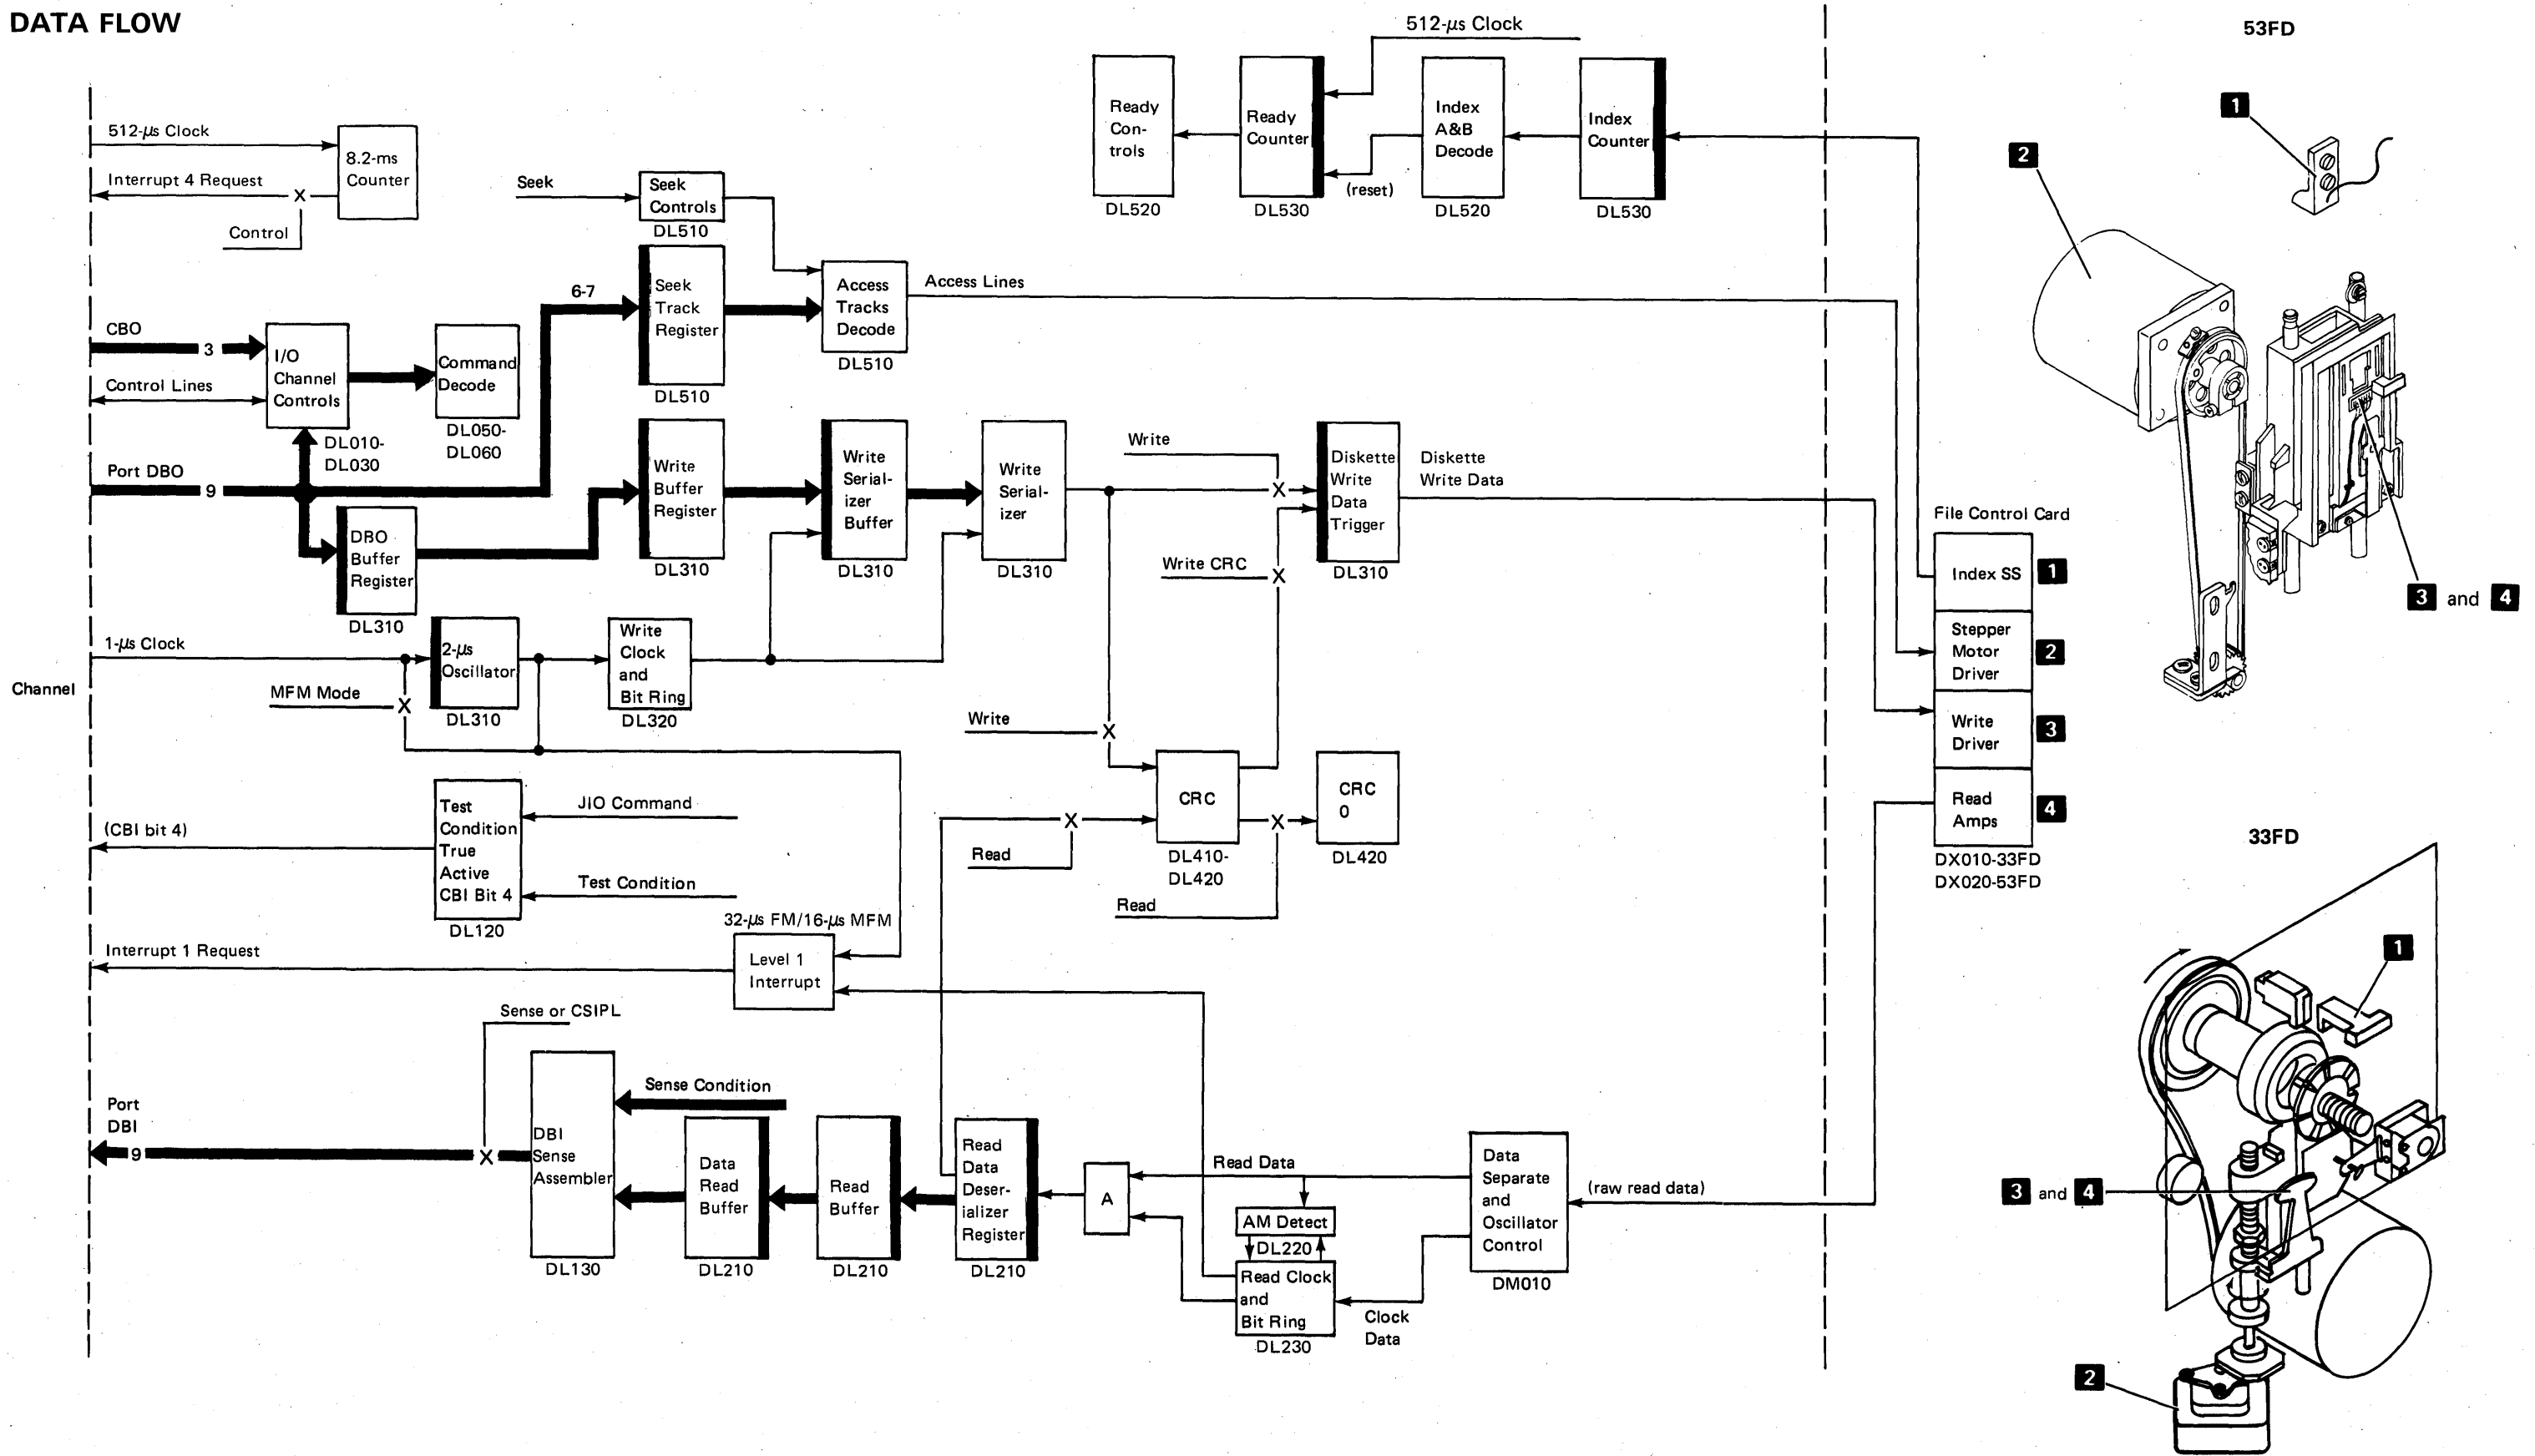 DATA FLOW
53FD
512-µs Clock
Ready
Con-
trols
DL520
Ready
Counter
DL530
(reset)
Index
A&B
Decode
DL520
Index
Counter
DL530
1
2
512-µs Clock
8.2-ms
Counter
Interrupt 4 Request
X
Control
Seek
Seek
Controls
DL510
6-7
Seek
Track
Register
DL510
Access
Tracks
Decode
DL510
Access Lines
CBO
3
I/O
Channel
Controls
DL010-
DL030
Command
Decode
DL050-
DL060
Control Lines
Port DBO
9
DBO
Buffer
Register
DL310
Write
Buffer
Register
DL310
Write
Serial-
izer
Buffer
DL310
Write
Serial-
izer
DL310
Write
X
Write CRC
X
Diskette
Write
Data
Trigger
DL310
Diskette
Write Data
File Control Card
Index SS
1
Stepper
Motor
Driver
2
Write
Driver
3
Read
Amps
4
DX010-33FD
DX020-53FD
3 and 4
1-µs Clock
2-µs
Oscillator
DL310
Write
Clock
and
Bit Ring
DL320
Channel
MFM Mode
X
Write
X
CRC
DL410-
DL420
CRC
0
DL420
X
Read
X
Read
Test
Condition
True
Active
CBI Bit 4
DL120
JIO Command
Test Condition
(CBI bit 4)
32-µs FM/16-µs MFM
Level 1
Interrupt
Interrupt 1 Request
Sense or CSIPL
Sense Condition
Port
DBI
9
X
DBI
Sense
Assembler
DL130
Data
Read
Buffer
DL210
Read
Buffer
DL210
Read
Data
Deser-
ializer
Register
DL210
A
Read Data
AM Detect
DL220
Read Clock
and
Bit Ring
DL230
Clock
Data
Data
Separate
and
Oscillator
Control
DM010
(raw read data)
33FD
1
3 and 4
2